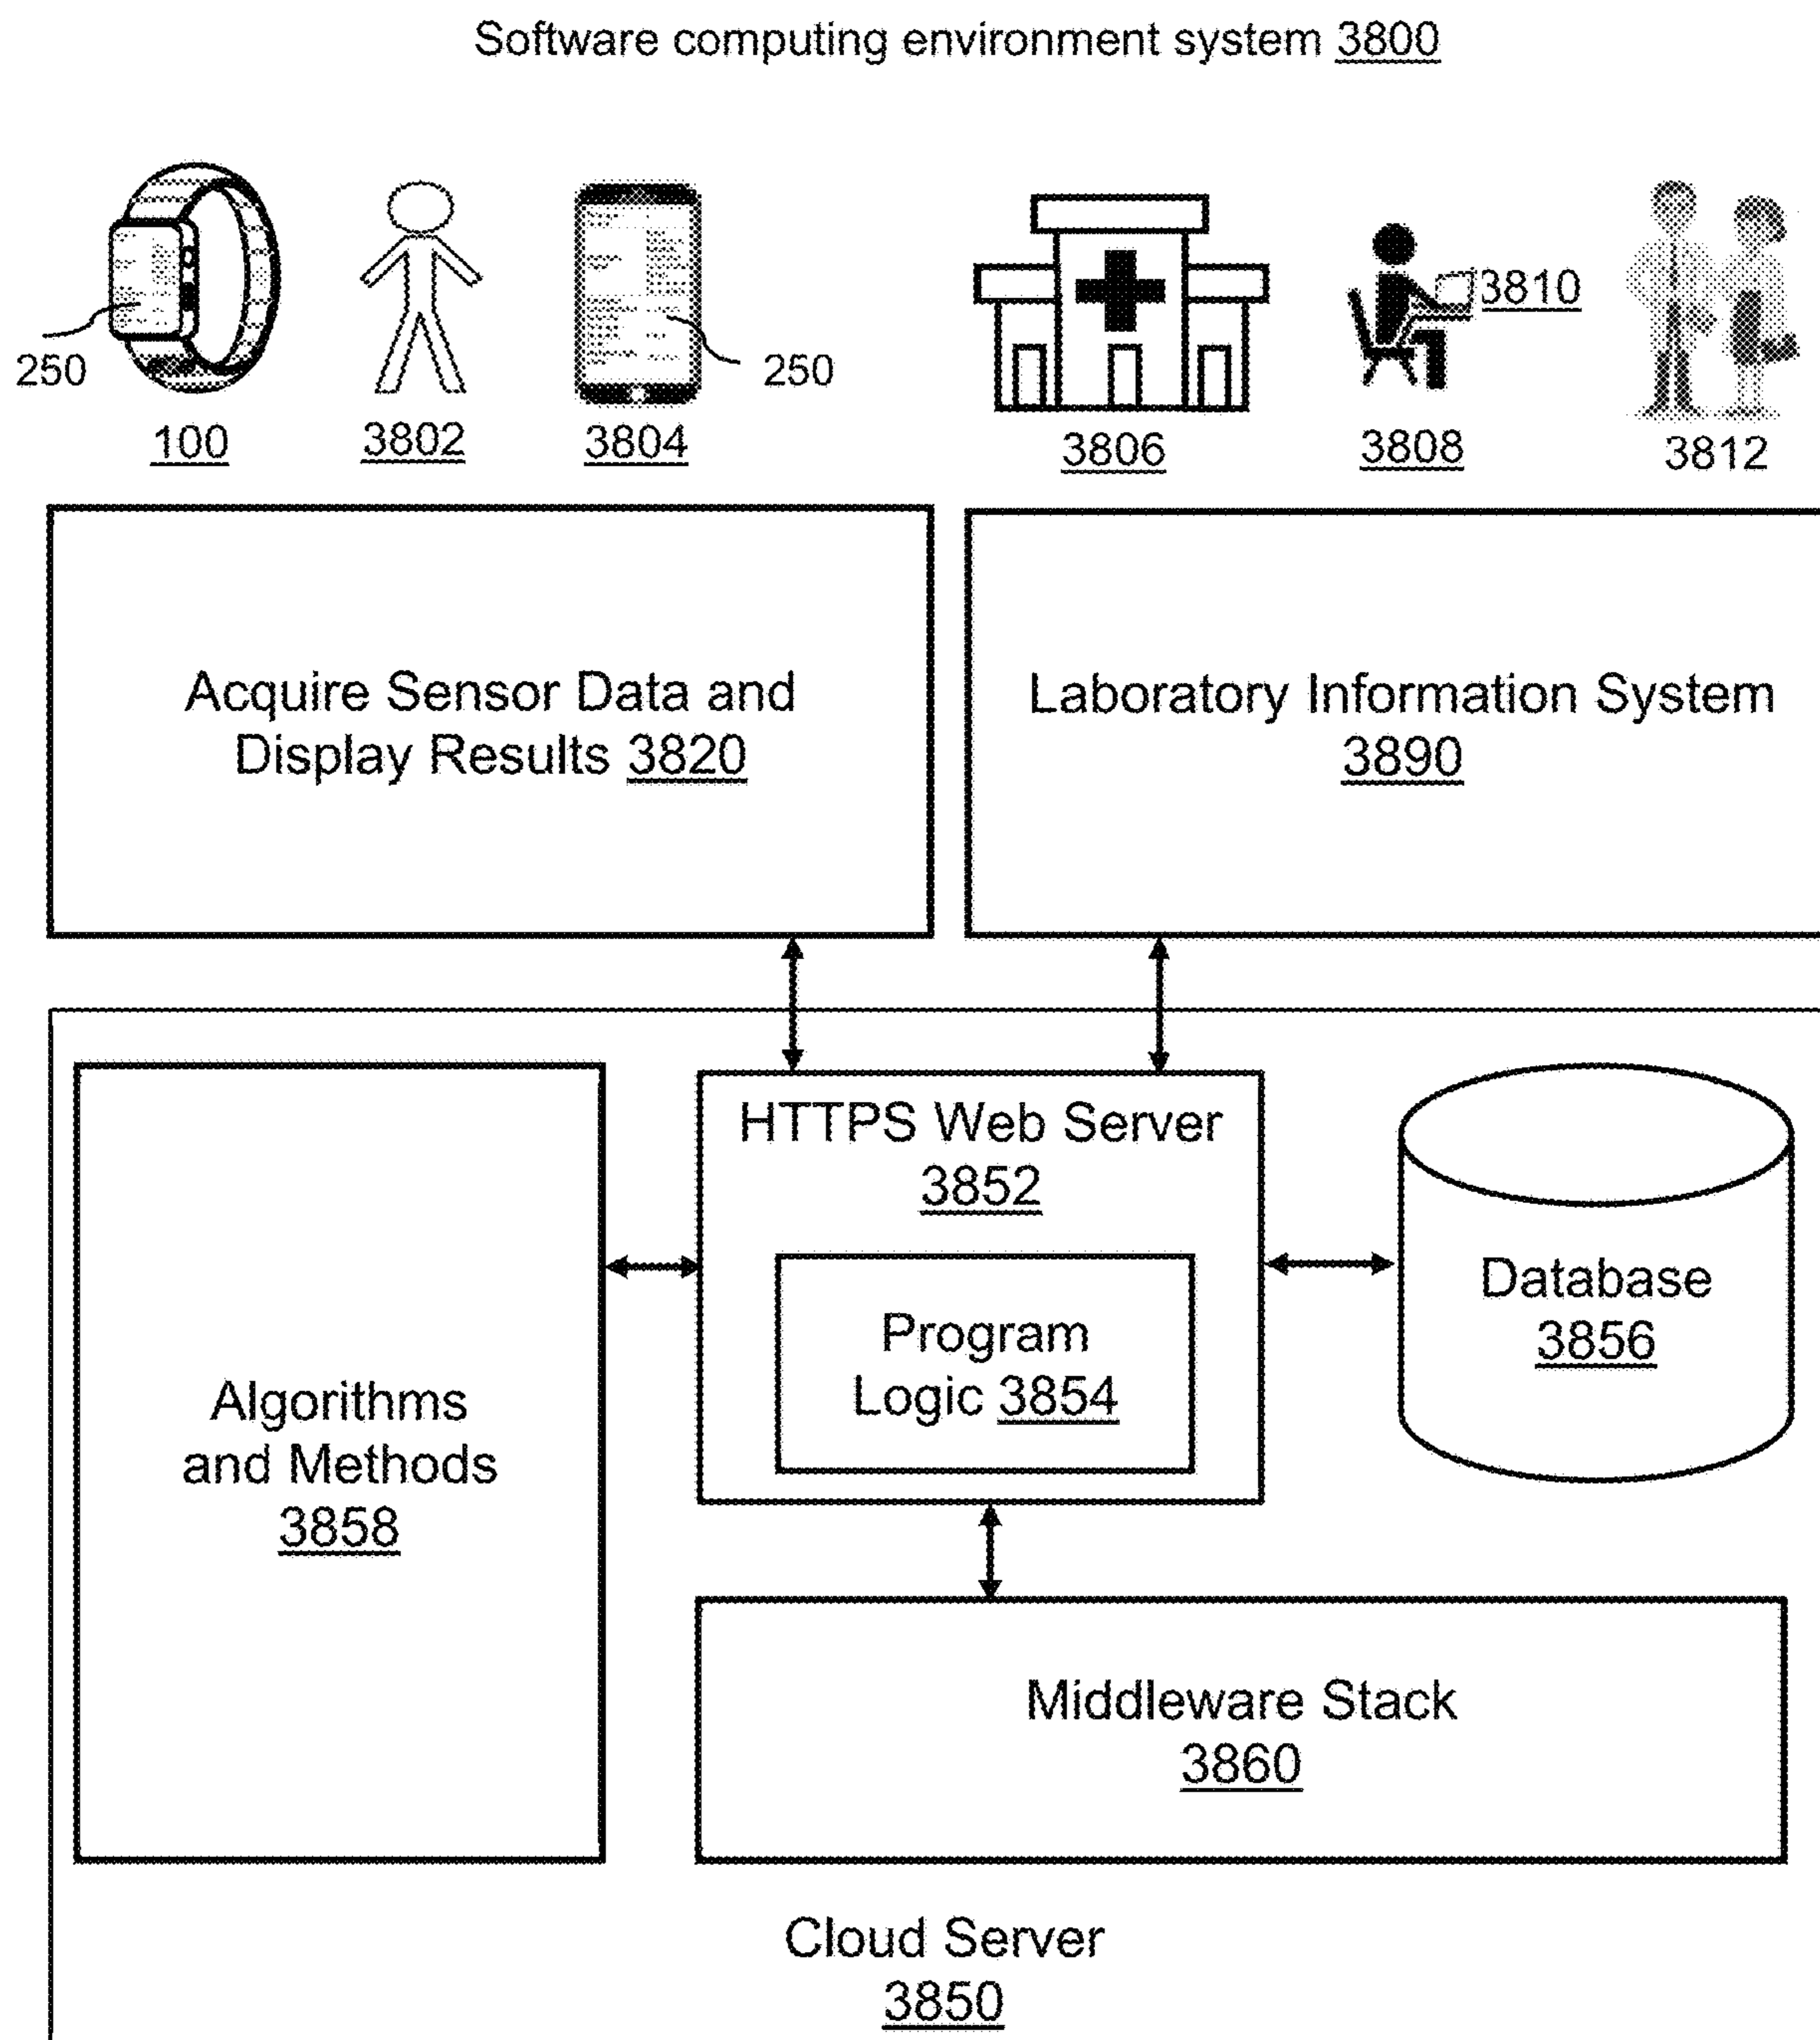 Software computing environment system 3800
3810
250
250
100
3802
3804
3806
3808
3812
Acquire Sensor Data and
Display Results 3820
Laboratory Information System
3890
HTTPS Web Server
3852
Program
Logic 3854
Database
3856
Algorithms
and Methods
3858
Middleware Stack
3860
Cloud Server
3850